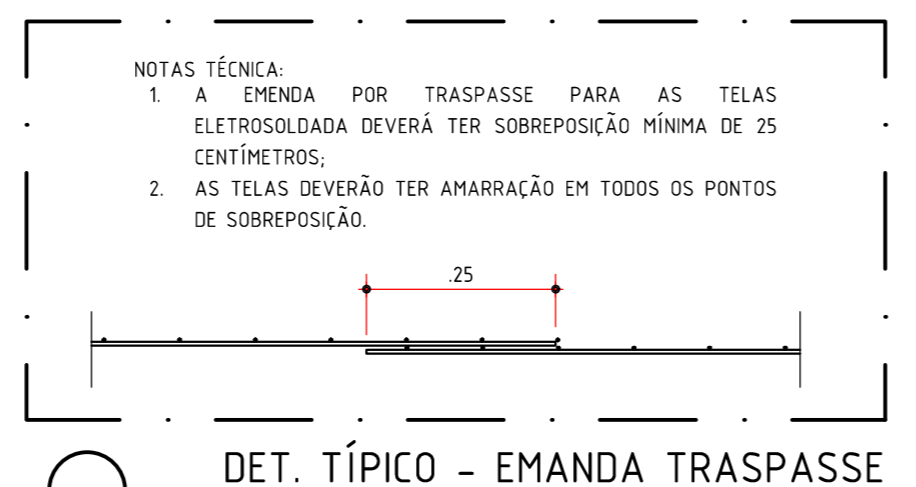 NOTAS TÉCNICA:
1. A EMENDA POR TRASPASSE PARA AS TELAS
ELETROSOLDADA DEVERÁ TER SOBREPOSIÇÃO MÍNIMA DE 25
CENTÍMETROS;
2. AS TELAS DEVERÃO TER AMARRAÇÃO EM TODOS OS PONTOS
DE SOBREPOSIÇÃO.
.25
DET. TÍPICO - EMANDA TRASPASSE